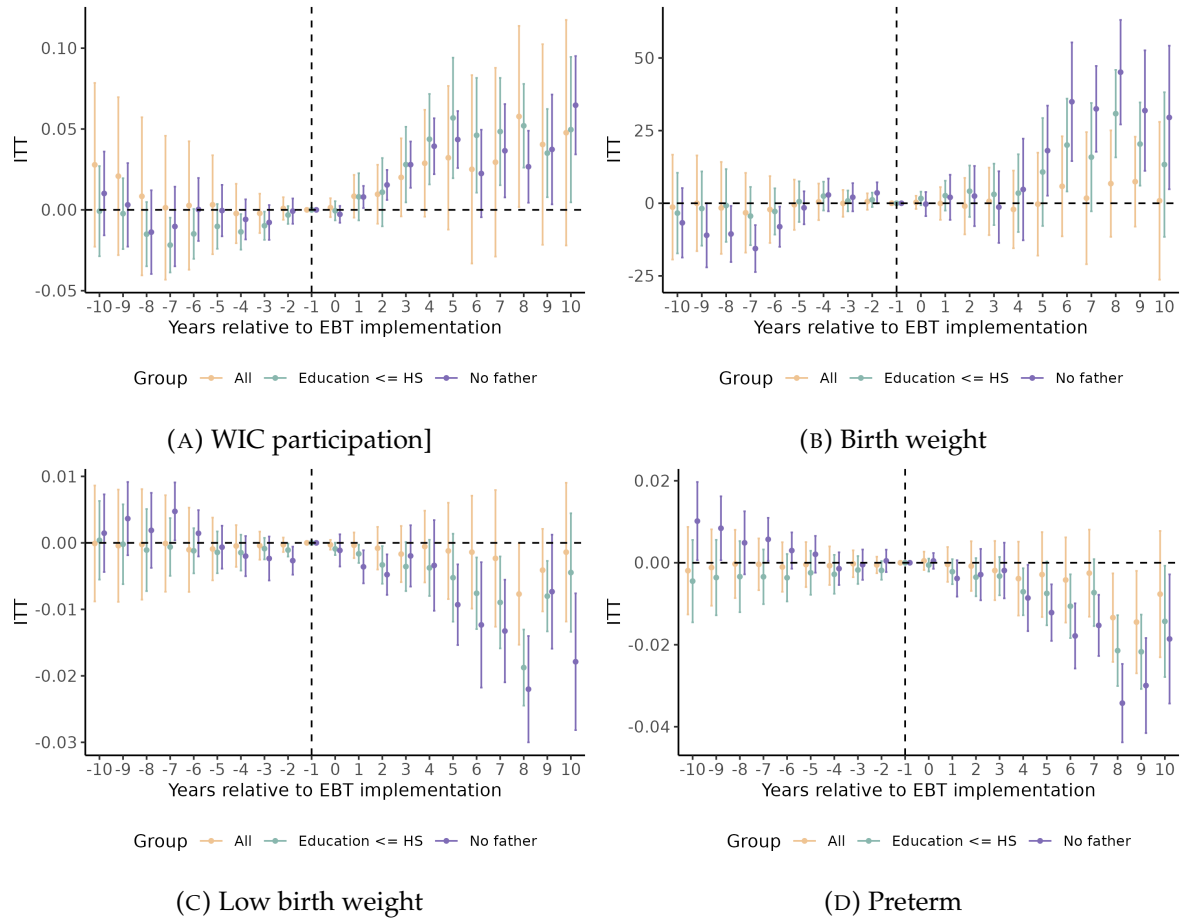 0.10
0.05
0.00
-0.05
ITT
-10 -9 -8 -7 -6 -5 -4 -3 -2 -1 0 1 2 3 4 5 6 7 8 9 10
Years relative to EBT implementation
Group All Education <= HS No father
(A) WIC participation]
50
25
0
-25
ITT
-10 -9 -8 -7 -6 -5 -4 -3 -2 -1 0 1 2 3 4 5 6 7 8 9 10
Years relative to EBT implementation
Group All Education <= HS No father
(B) Birth weight
0.01
0.00
-0.01
-0.02
-0.03
ITT
-10 -9 -8 -7 -6 -5 -4 -3 -2 -1 0 1 2 3 4 5 6 7 8 9 10
Years relative to EBT implementation
Group All Education <= HS No father
(C) Low birth weight
0.02
0.00
-0.02
-0.04
ITT
-10 -9 -8 -7 -6 -5 -4 -3 -2 -1 0 1 2 3 4 5 6 7 8 9 10
Years relative to EBT implementation
Group All Education <= HS No father
(D) Preterm